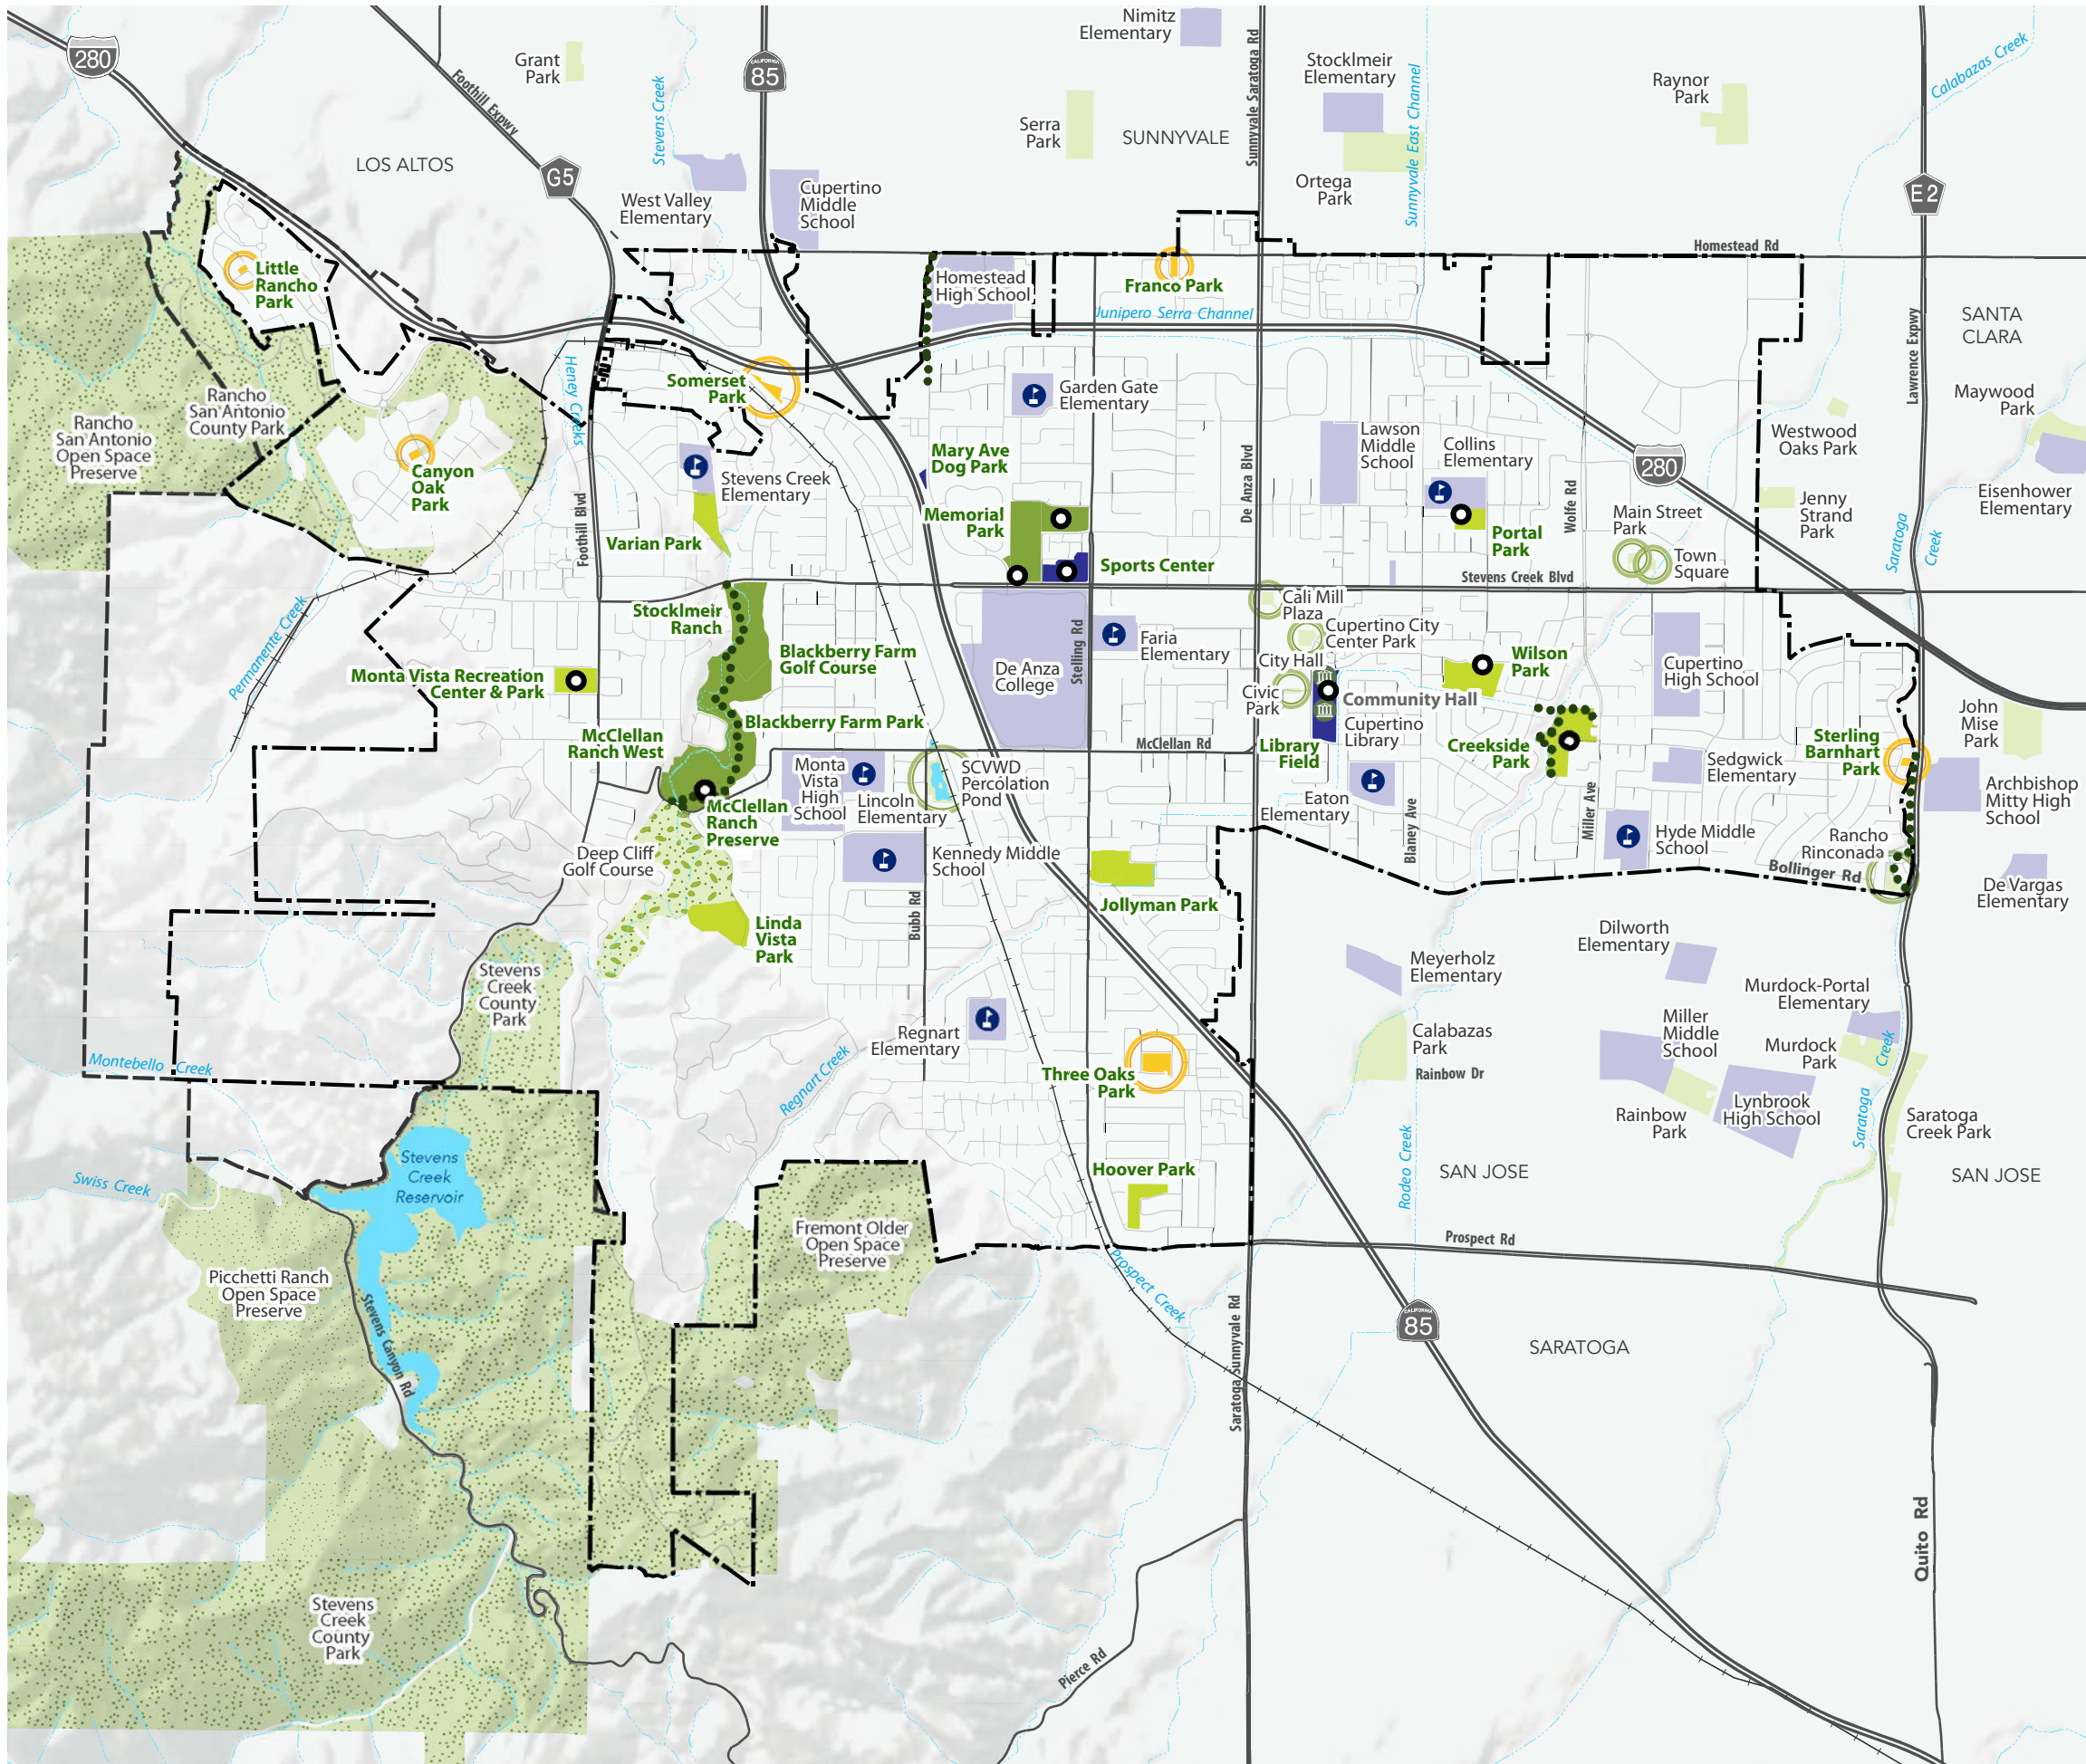 Nimitz
Elementary
280
Grant
Park
Foothill Expwy
CALIFORNIA
85
Stevens Creek
Sunnyvale Saratoga Rd
Stocklmeir
Elementary
Sunnyvale East Channel
Raynor
Park
Calabazas Creek
Serra
Park
SUNNYVALE
LOS ALTOS
G5
West Valley
Elementary
Cupertino
Middle
School
Ortega
Park
E2
Homestead Rd
Little
Rancho
Park
Homestead
High School
Franco Park
Junipero Serra Channel
SANTA
CLARA
Lawrence Expwy
Heney Creeks
Somerset
Park
Garden Gate
Elementary
Maywood
Park
Rancho
San Antonio
County Park
Rancho
San Antonio
Open Space
Preserve
Canyon
Oak
Park
Stevens Creek
Elementary
Mary Ave
Dog Park
De Anza Blvd
Lawson
Middle
School
Collins
Elementary
280
Westwood
Oaks Park
Eisenhower
Elementary
Jenny
Strand
Park
Foothill Blvd
Varian Park
Memorial
Park
Sports Center
Portal
Park
Wolfe Rd
Main Street
Park
Town
Square
Saratoga
Creek
Stevens Creek Blvd
Permanente Creek
Stocklmeir
Ranch
Blackberry Farm
Golf Course
Monta Vista Recreation
Center & Park
De Anza
College
Stelling Rd
Faria
Elementary
Cali Mill
Plaza
Cupertino City
Center Park
City Hall
Civic
Park
Community Hall
Cupertino
Library
Library
Field
Wilson
Park
Cupertino
High School
John
Mise
Park
McClellan
Ranch West
Blackberry Farm Park
McClellan Rd
Creekside
Park
Sterling
Barnhart
Park
Sedgwick
Elementary
Archbishop
Mitty High
School
Monta
Vista
High
School
Lincoln
Elementary
SCVWD
Percolation
Pond
McClellan
Ranch
Preserve
Eaton
Elementary
Blaney Ave
Miller Ave
Hyde Middle
School
Rancho
Rinconada
Bollinger Rd
De Vargas
Elementary
Deep Cliff
Golf Course
Kennedy Middle
School
Bubb Rd
Jollyman Park
Linda
Vista
Park
Dilworth
Elementary
Meyerholz
Elementary
Murdock-Portal
Elementary
Stevens
Creek
County
Park
Regnart
Elementary
Calabazas
Park
Rainbow Dr
Miller
Middle
School
Murdock
Park
Saratoga
Creek
Montebello Creek
Regnart Creek
Three Oaks
Park
Rainbow
Park
Lynbrook
High School
Saratoga
Creek Park
Stevens
Creek
Reservoir
Swiss Creek
Hoover Park
Rodeo Creek
SAN JOSE
SAN JOSE
Fremont Older
Open Space
Preserve
Prospect Rd
Prospect Creek
Picchetti Ranch
Open Space
Preserve
Stevens Canyon Rd
Saratoga Sunnyvale Rd
CALIFORNIA
85
SARATOGA
Quito Rd
Stevens
Creek
County
Park
Pierce Rd